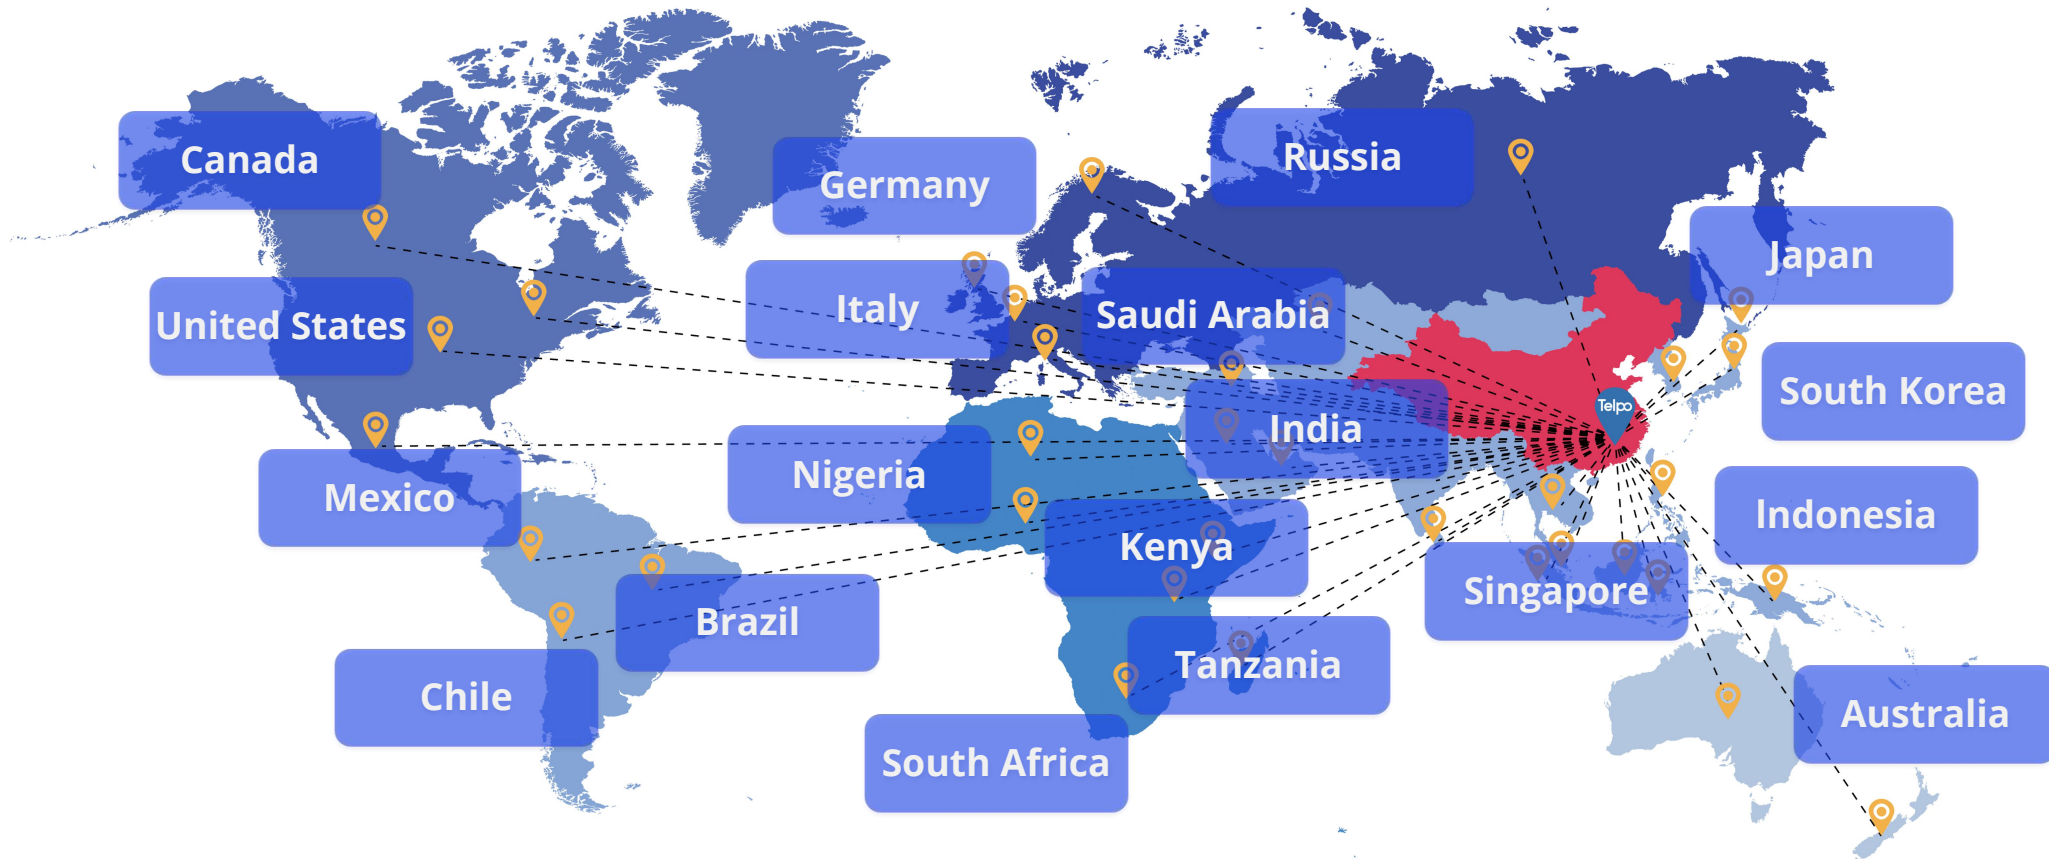 Canada
Germany
Russia
Japan
United States
Italy
Saudi Arabia
South Korea
Telpo
India
Nigeria
Mexico
Indonesia
Kenya
Singapore
Brazil
Tanzania
Chile
Australia
South Africa